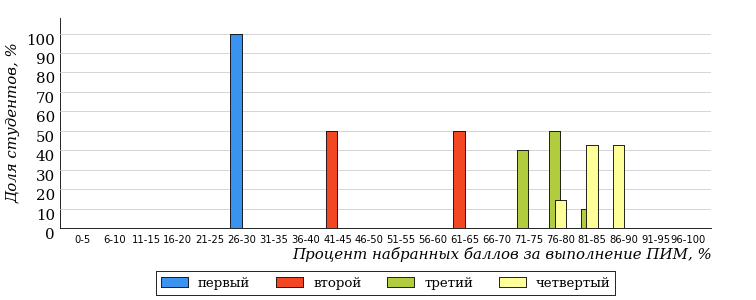 Доля студентов, %
100
90
80
70
60
50
40
30
20
10
0
0-5 6-10 11-15 16-20 21-25 26-30 31-35 36-40 41-45 46-50 51-55 56-60 61-65 66-70 71-75 76-80 81-85 86-90 91-95 96-100
Процент набранных баллов за выполнение ПИМ, %
первый второй третий четвертый